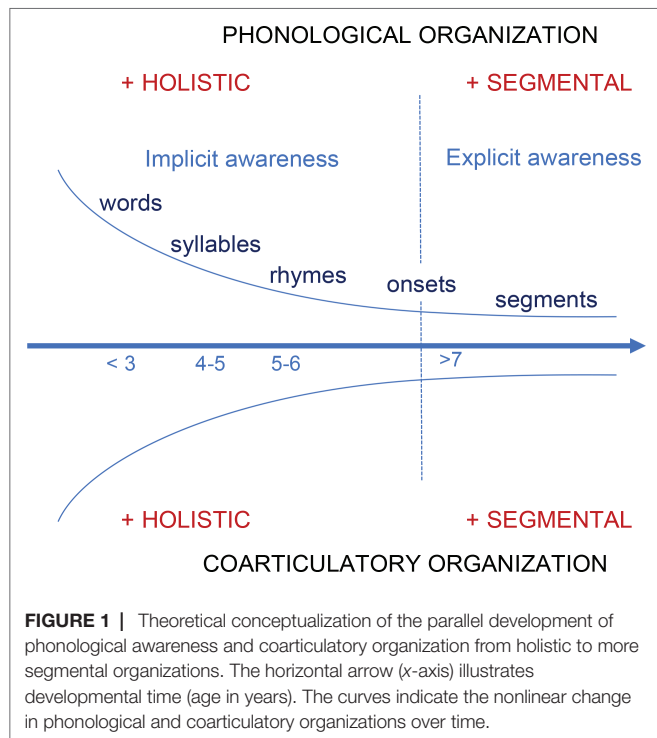 PHONOLOGICAL ORGANIZATION
+ HOLISTIC + SEGMENTAL
Implicit awareness Explicit awareness
words
syllables
rhymes
onsets
segments
< 3 4-5 5-6 >7
+ HOLISTIC + SEGMENTAL
COARTICULATORY ORGANIZATION
FIGURE 1 | Theoretical conceptualization of the parallel development of
phonological awareness and coarticulatory organization from holistic to more
segmental organizations. The horizontal arrow (x-axis) illustrates
developmental time (age in years). The curves indicate the nonlinear change
in phonological and coarticulatory organizations over time.